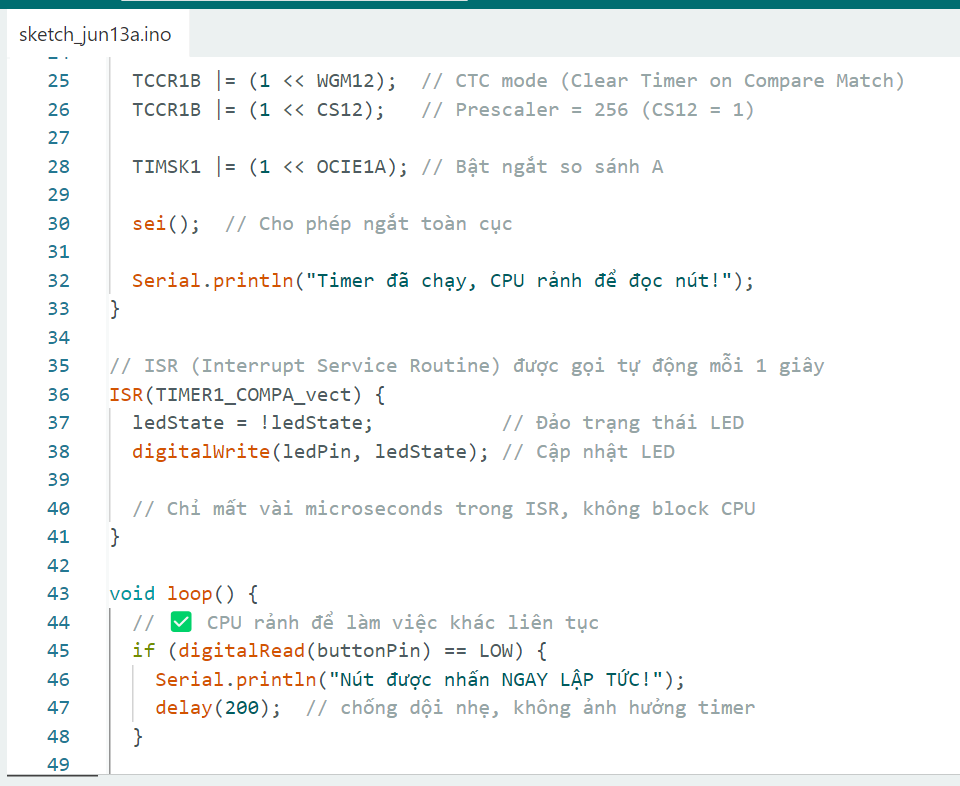 sketch_jun13a.ino
25 TCCR1B |= (1 << WGM12); // CTC mode (Clear Timer on Compare Match)
26 TCCR1B |= (1 << CS12); // Prescaler = 256 (CS12 = 1)
27
28 TIMSK1 |= (1 << OCIE1A); // Bật ngắt so sánh A
29
30 sei(); // Cho phép ngắt toàn cục
31
32 Serial.println("Timer đã chạy, CPU rảnh để đọc nút!");
33 }
34
35 // ISR (Interrupt Service Routine) được gọi tự động mỗi 1 giây
36 ISR(TIMER1_COMPA_vect) {
37 ledState = !ledState; // Đảo trạng thái LED
38 digitalWrite(ledPin, ledState); // Cập nhật LED
39
40 // Chỉ mất vài microseconds trong ISR, không block CPU
41 }
42
43 void loop() {
44 // ✅ CPU rảnh để làm việc khác liên tục
45 if (digitalRead(buttonPin) == LOW) {
46 Serial.println("Nút được nhấn NGAY LẬP TỨC!");
47 delay(200); // chống dội nhẹ, không ảnh hưởng timer
48 }
49